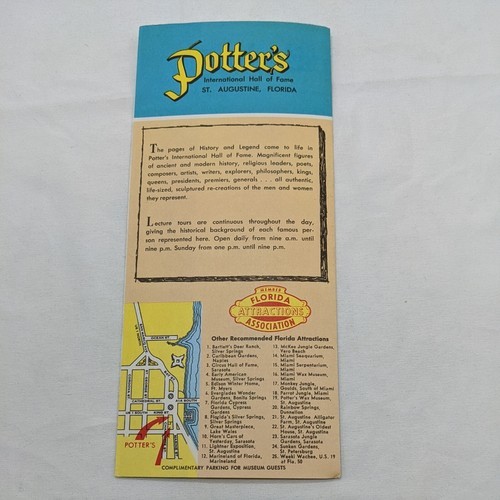 Potter's
International Hall of Fame
ST. AUGUSTINE, FLORIDA
The pages of History and Legend come to life in
Potter's International Hall of Fame. Magnificent figures
of ancient and modern history, religious leaders, poets,
composers, artists, writers, explorers, philosophers, kings,
queens, presidents, premiers, generals . . . all authentic,
life-sized, sculptured re-creations of the men and women
they represent.
Lecture tours are continuous throughout the day,
giving the historical background of each famous per-
son represented here. Open daily from nine a.m. until
nine p.m. Sunday from one p.m. until nine p.m.
MEMBER
FLORIDA
ATTRACTIONS
ASSOCIATION
POTTER'S
Other Recommended Florida Attractions
1. Bartlett's Deer Ranch,
Silver Springs
2. Caribbean Gardens,
Naples
3. Circus Hall of Fame,
Sarasota
4. Early American
Museum, Silver Springs
5. Edison Winter Home,
Ft. Myers
6. Everglades Wonder
Gardens, Bonita Springs
7. Florida Cypress
Gardens, Cypress
Gardens
8. Florida's Silver Springs,
Silver Springs
9. Great Masterpiece,
Lake Wales
10. Horn's Cars of
Yesterday, Sarasota
11. Lightner Exposition,
St. Augustine
12. Marineland of Florida,
Marineland
13. McKee Jungle Gardens,
Vero Beach
14. Miami Seaquarium,
Miami
15. Miami Serpentarium,
Miami
16. Miami Wax Museum,
Miami
17. Monkey Jungle,
Goulds, South of Miami
18. Parrot Jungle, Miami
19. Potter's Wax Museum,
St. Augustine
20. Rainbow Springs,
Dunnellon
21. St. Augustine Alligator
Farm, St. Augustine
22. St. Augustine's Oldest
House, St. Augustine
23. Sarasota Jungle
Gardens, Sarasota
24. Sunken Gardens,
St. Petersburg
25. Weeki Wachee, U.S. 19
at Fla. 50
COMPLIMENTARY PARKING FOR MUSEUM GUESTS